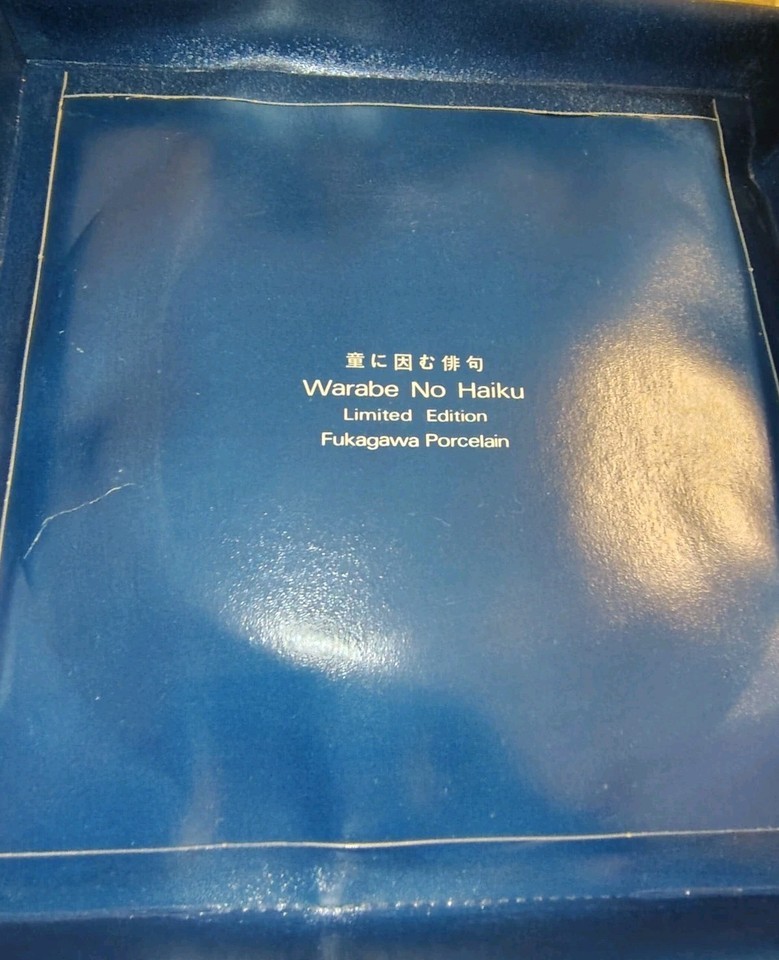 童に因む俳句
Warabe No Haiku
Limited Edition
Fukagawa Porcelain